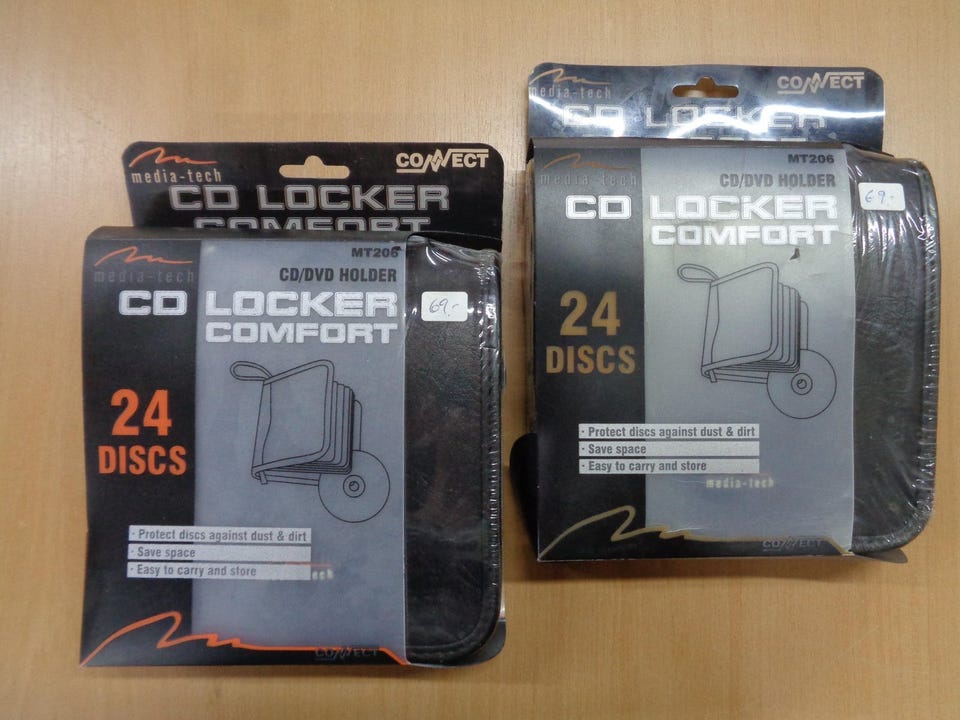 media-tech
CONNECT
CD LOCKER
COMFORT
media-tech
MT206
CD/DVD HOLDER
CD LOCKER
COMFORT
69.-
24
DISCS
· Protect discs against dust & dirt
· Save space
· Easy to carry and store
CONNECT
media-tech
CONNECT
CD LOCKER
media-tech
MT206
CD/DVD HOLDER
CD LOCKER
COMFORT
69.-
24
DISCS
· Protect discs against dust & dirt
· Save space
· Easy to carry and store
media-tech
CONNECT